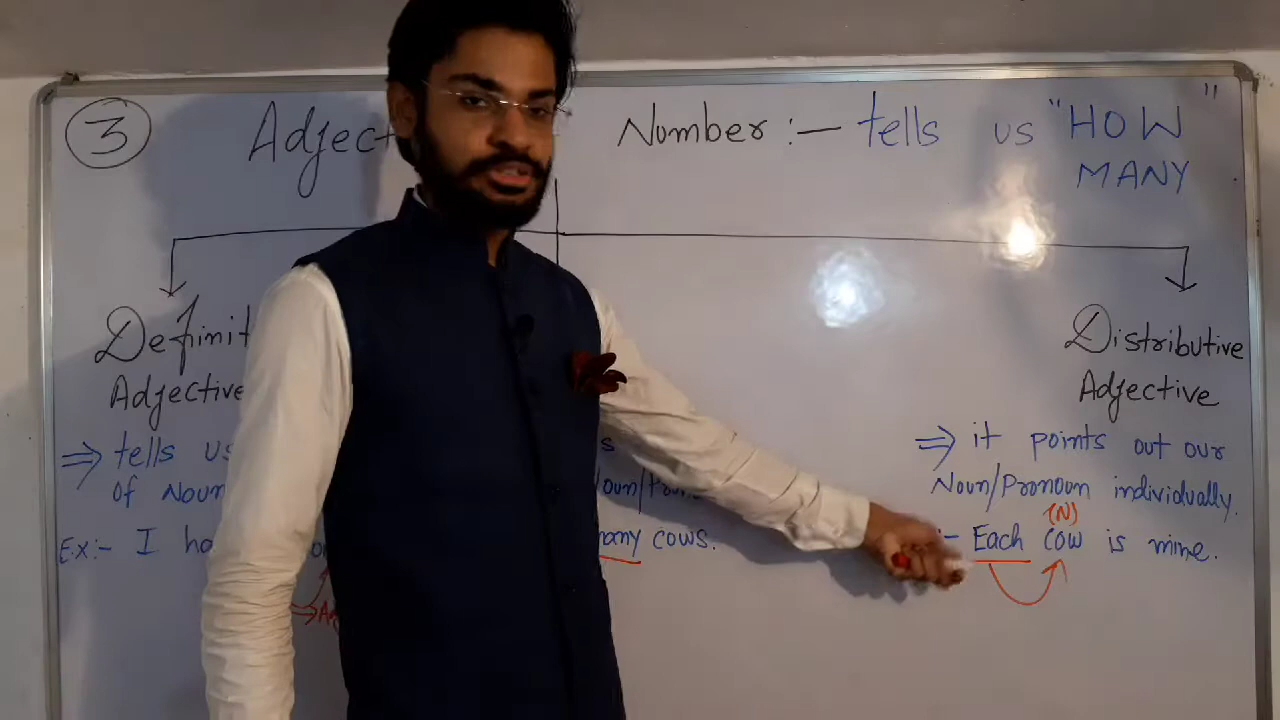 3 Adject Number :— tells us "HOW MANY"
Definit
Adjective
⇒ tells us
of Noun
Ex:- I ha
s
Noun/
many cows.
Distributive
Adjective
⇒ it points out our
Noun/Pronoun individually.
(N)
:- Each cow is mine.